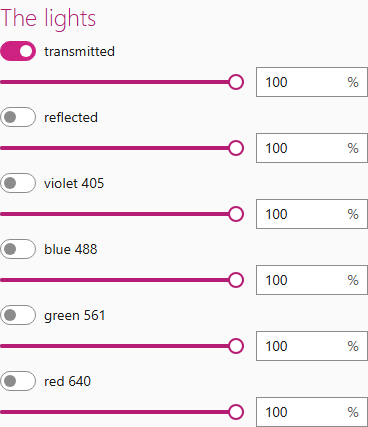 The lights
transmitted
100 %
reflected
100 %
violet 405
100 %
blue 488
100 %
green 561
100 %
red 640
100 %